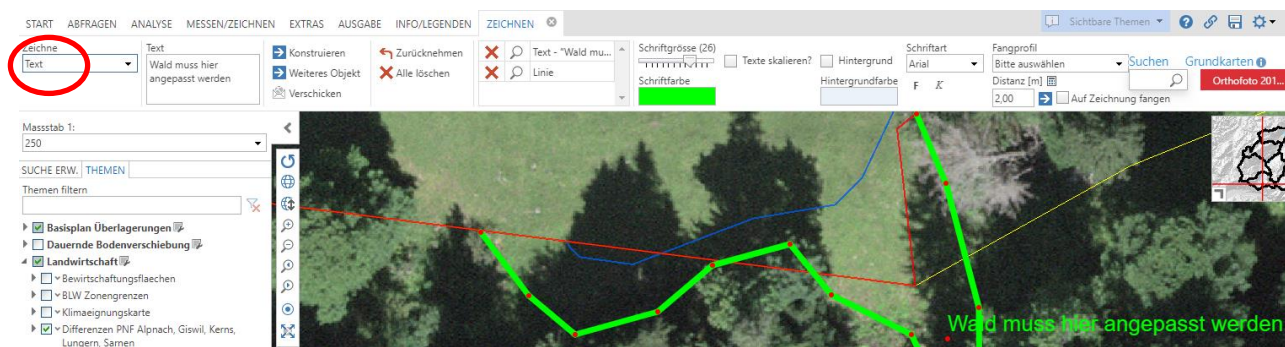 START ABFRAGEN ANALYSE MESSEN/ZEICHNEN EXTRAS AUSGABE INFO/LEGENDEN ZEICHNEN Sichtbare Themen
Zeichne
Text
Text
Wald muss hier
angepasst werden
Konstruieren
Weiteres Objekt
Verschicken
Zurücknehmen
Alle löschen
Text - "Wald mu...
Linie
Schriftgrösse (26)
Texte skalieren?
Hintergrund
Schriftfarbe
Hintergrundfarbe
Schriftart
Arial
F K
Fangprofil
Bitte auswählen
Distanz [m]
2,00
Auf Zeichnung fangen
Suchen
Grundkarten
Orthofoto 201...
Massstab 1:
250
SUCHE ERW. THEMEN
Themen filtern
Basisplan Überlagerungen
Dauernde Bodenverschiebung
Landwirtschaft
Bewirtschaftungsflaechen
BLW Zonengrenzen
Klimaeignungskarte
Differenzen PNF Alpnach, Giswil, Kerns,
Lungern, Sarnen
Wald muss hier angepasst werden